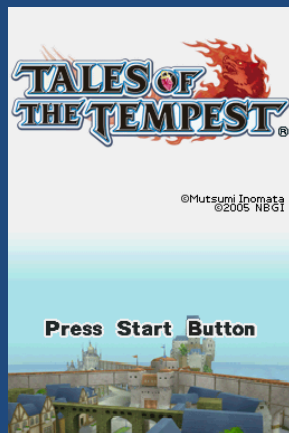 TALES OF
THE TEMPEST®
©Mutsumi Inomata
©2005 NBGI
Press Start Button